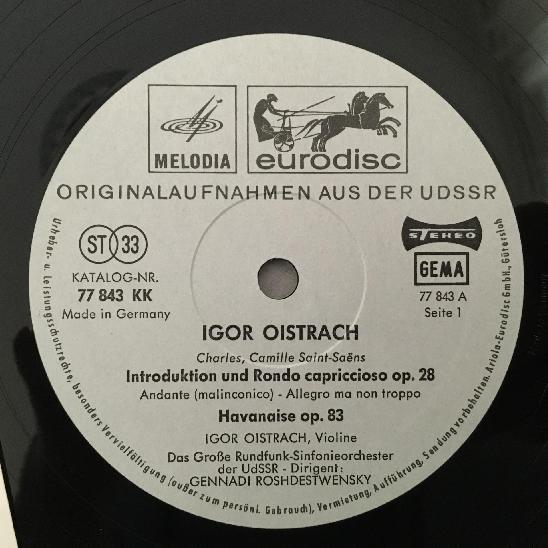 MELODIA
eurodisc
ORIGINALAUFNAHMEN AUS DER UDSSR
ST 33
KATALOG-NR.
77 843 KK
Made in Germany
STEREO
GEMA
77 843 A
Seite 1
IGOR OISTRACH
Charles, Camille Saint-Saëns
Introduktion und Rondo capriccioso op. 28
Andante (malinconico) - Allegro ma non troppo
Havanaise op. 83
IGOR OISTRACH, Violine
Das Große Rundfunk-Sinfonieorchester
der UdSSR - Dirigent:
GENNADI ROSHDESTWENSKY
Urheber- u. Leistungsschutzrechte, besonders Vervielfältigung (außer zum persönl. Gebrauch), Vermietung, Aufführung, Sendung vorbehalten. Ariola-Eurodisc GmbH., Gütersloh